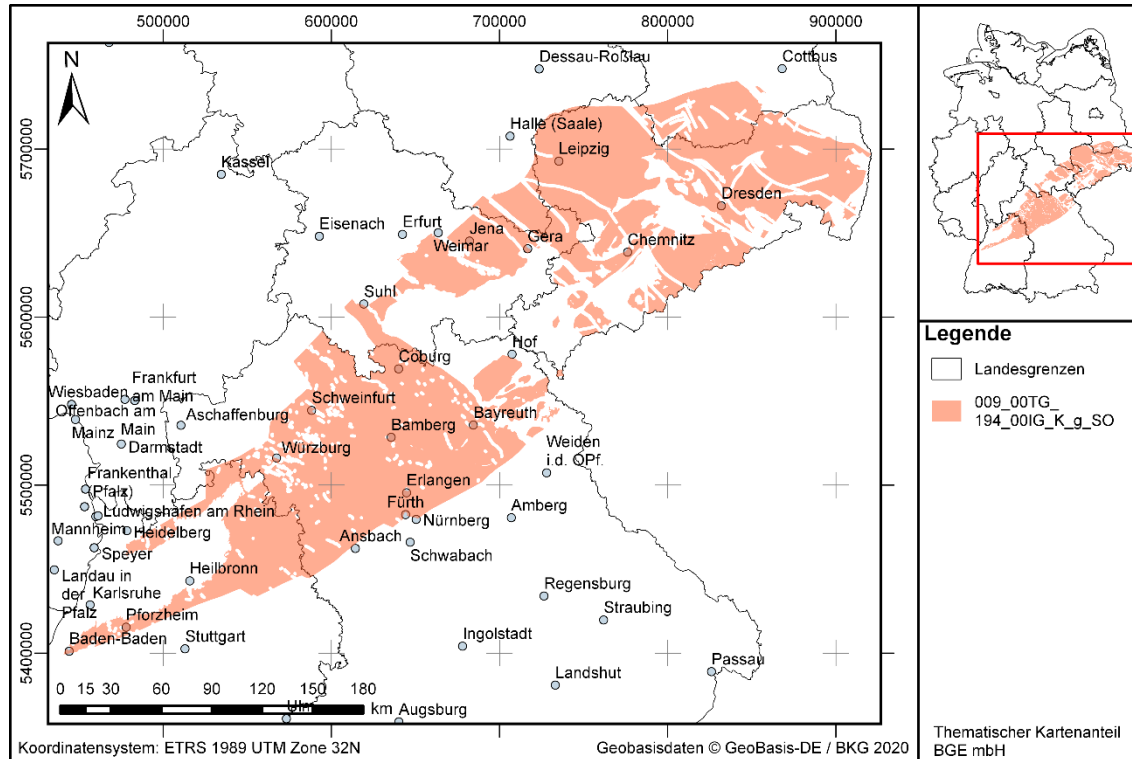 500000
600000
700000
800000
900000
5700000
5600000
5500000
5400000
N
Dessau-Roßlau
Cottbus
Halle (Saale)
Leipzig
Kassel
Dresden
Eisenach
Erfurt
Jena
Weimar
Gera
Chemnitz
Suhl
Hof
Coburg
Wiesbaden
Frankfurt
am Main
Offenbach am
Main
Mainz
Aschaffenburg
Schweinfurt
Bamberg
Bayreuth
Darmstadt
Würzburg
Weiden
i.d. OPf.
Frankenthal
(Pfalz)
Erlangen
Fürth
Ludwigshafen am Rhein
Nürnberg
Amberg
Mannheim
Heidelberg
Ansbach
Speyer
Schwabach
Landau in
der
Pfalz
Karlsruhe
Heilbronn
Regensburg
Pforzheim
Straubing
Baden-Baden
Stuttgart
Ingolstadt
Landshut
Passau
Ulm
Augsburg
0 15 30 60 90 120 150 180
km
Koordinatensystem: ETRS 1989 UTM Zone 32N
Geobasisdaten © GeoBasis-DE / BKG 2020
Legende
Landesgrenzen
009_00TG_
194_00IG_K_g_SO
Thematischer Kartenanteil
BGE mbH